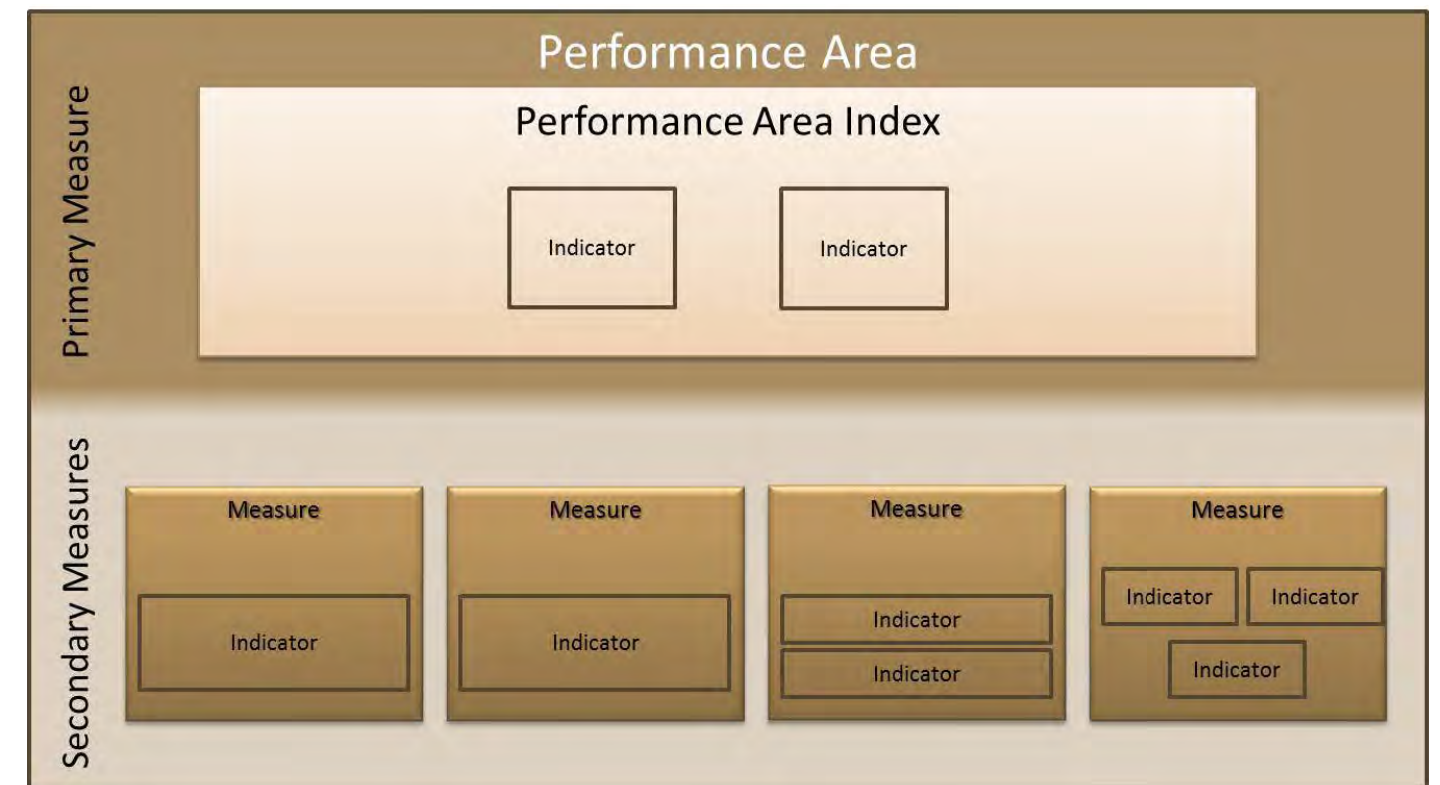 Performance Area
Primary Measure
Performance Area Index
Indicator
Indicator
Secondary Measures
Measure
Indicator
Measure
Indicator
Measure
Indicator
Indicator
Measure
Indicator
Indicator
Indicator